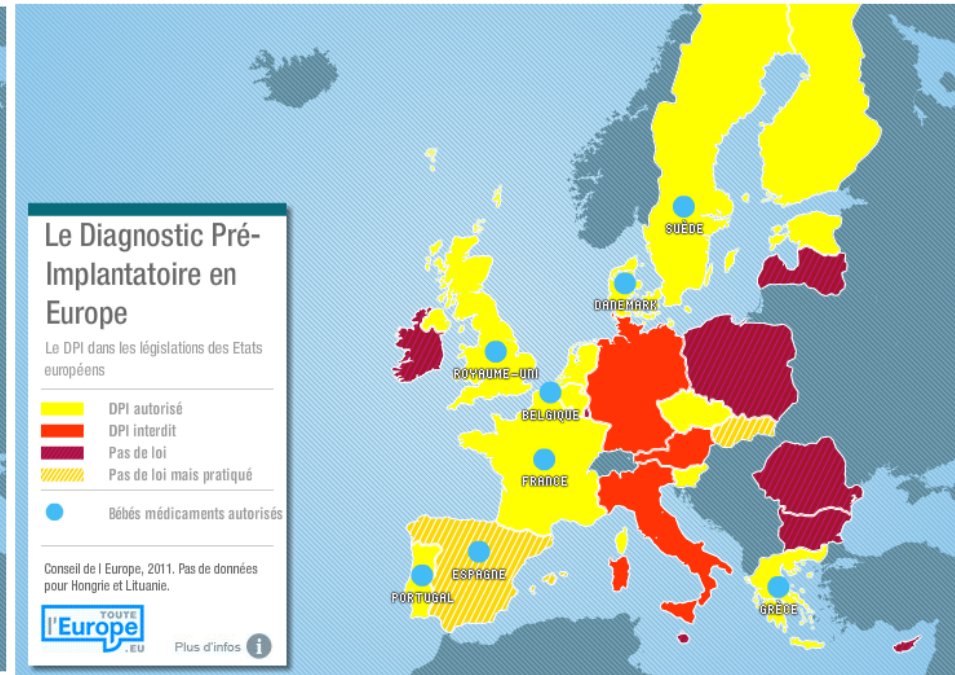 Le Diagnostic Pré-
Implantatoire en
Europe
Le DPI dans les législations des Etats
européens
DPI autorisé
DPI interdit
Pas de loi
Pas de loi mais pratiqué
Bébés médicaments autorisés
Conseil de l Europe, 2011. Pas de données
pour Hongrie et Lituanie.
TOUTE
l'Europe
.EU
Plus d'infos i
SUÈDE
DANEMARK
ROYAUME-UNI
BELGIQUE
FRANCE
ESPAGNE
PORTUGAL
GRÈCE